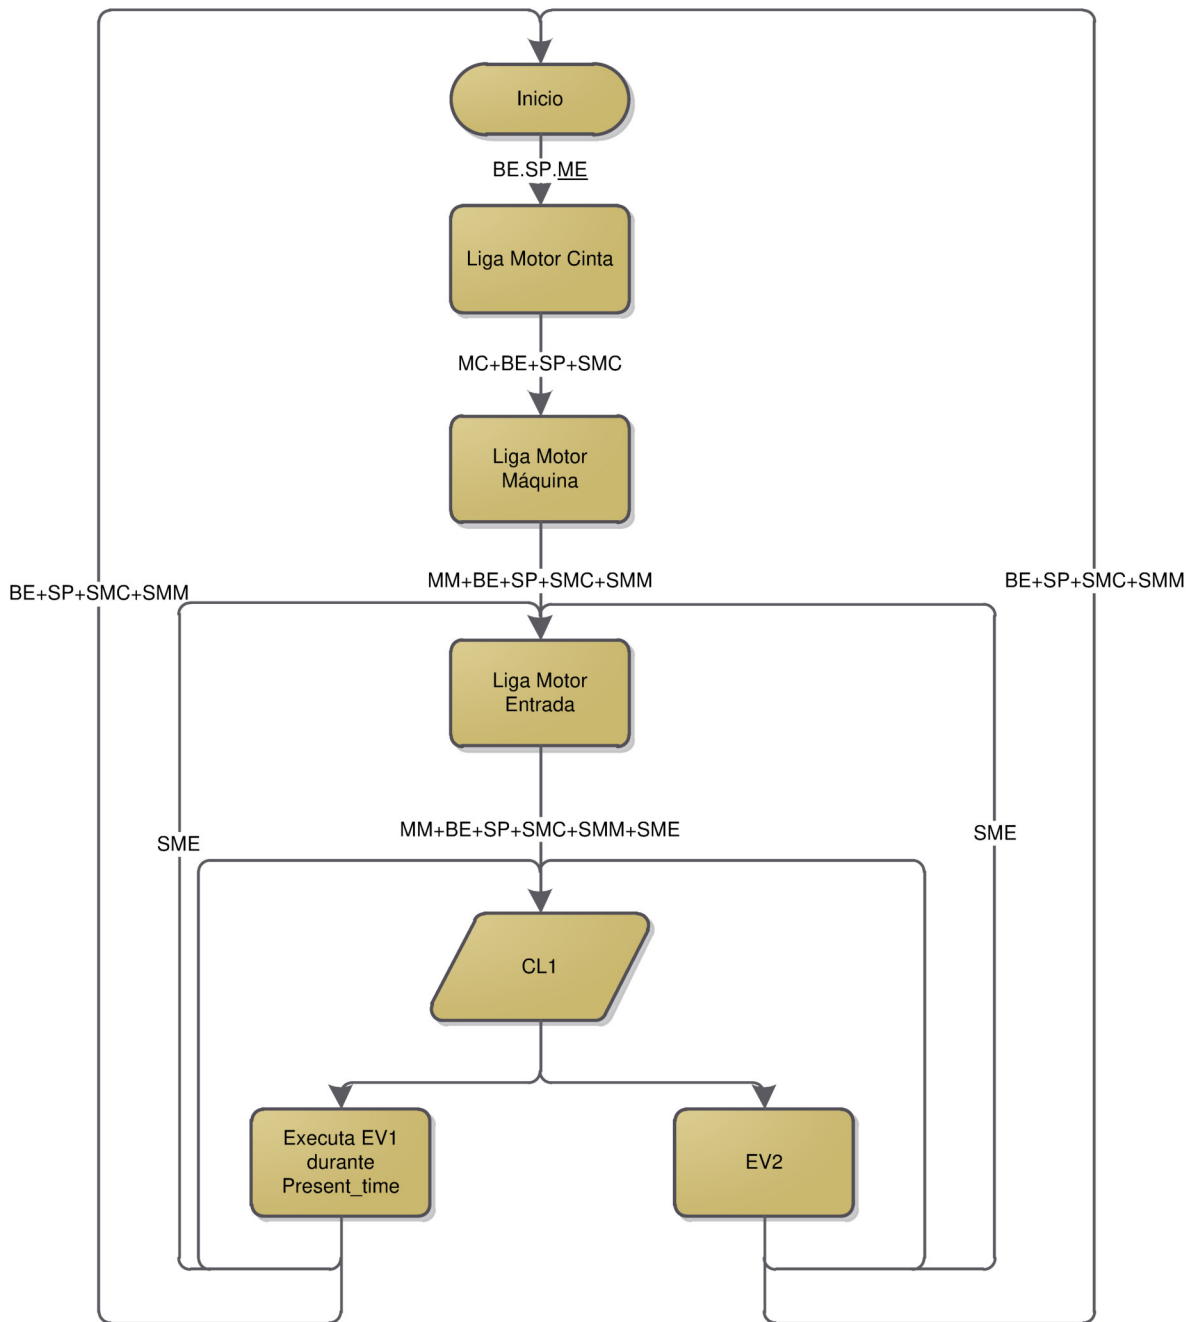 Inicio
BE.SP.ME
Liga Motor Cinta
MC+BE+SP+SMC
Liga Motor
Máquina
MM+BE+SP+SMC+SMM
BE+SP+SMC+SMM
BE+SP+SMC+SMM
Liga Motor
Entrada
MM+BE+SP+SMC+SMM+SME
SME
SME
CL1
Executa EV1
durante
Present_time
EV2